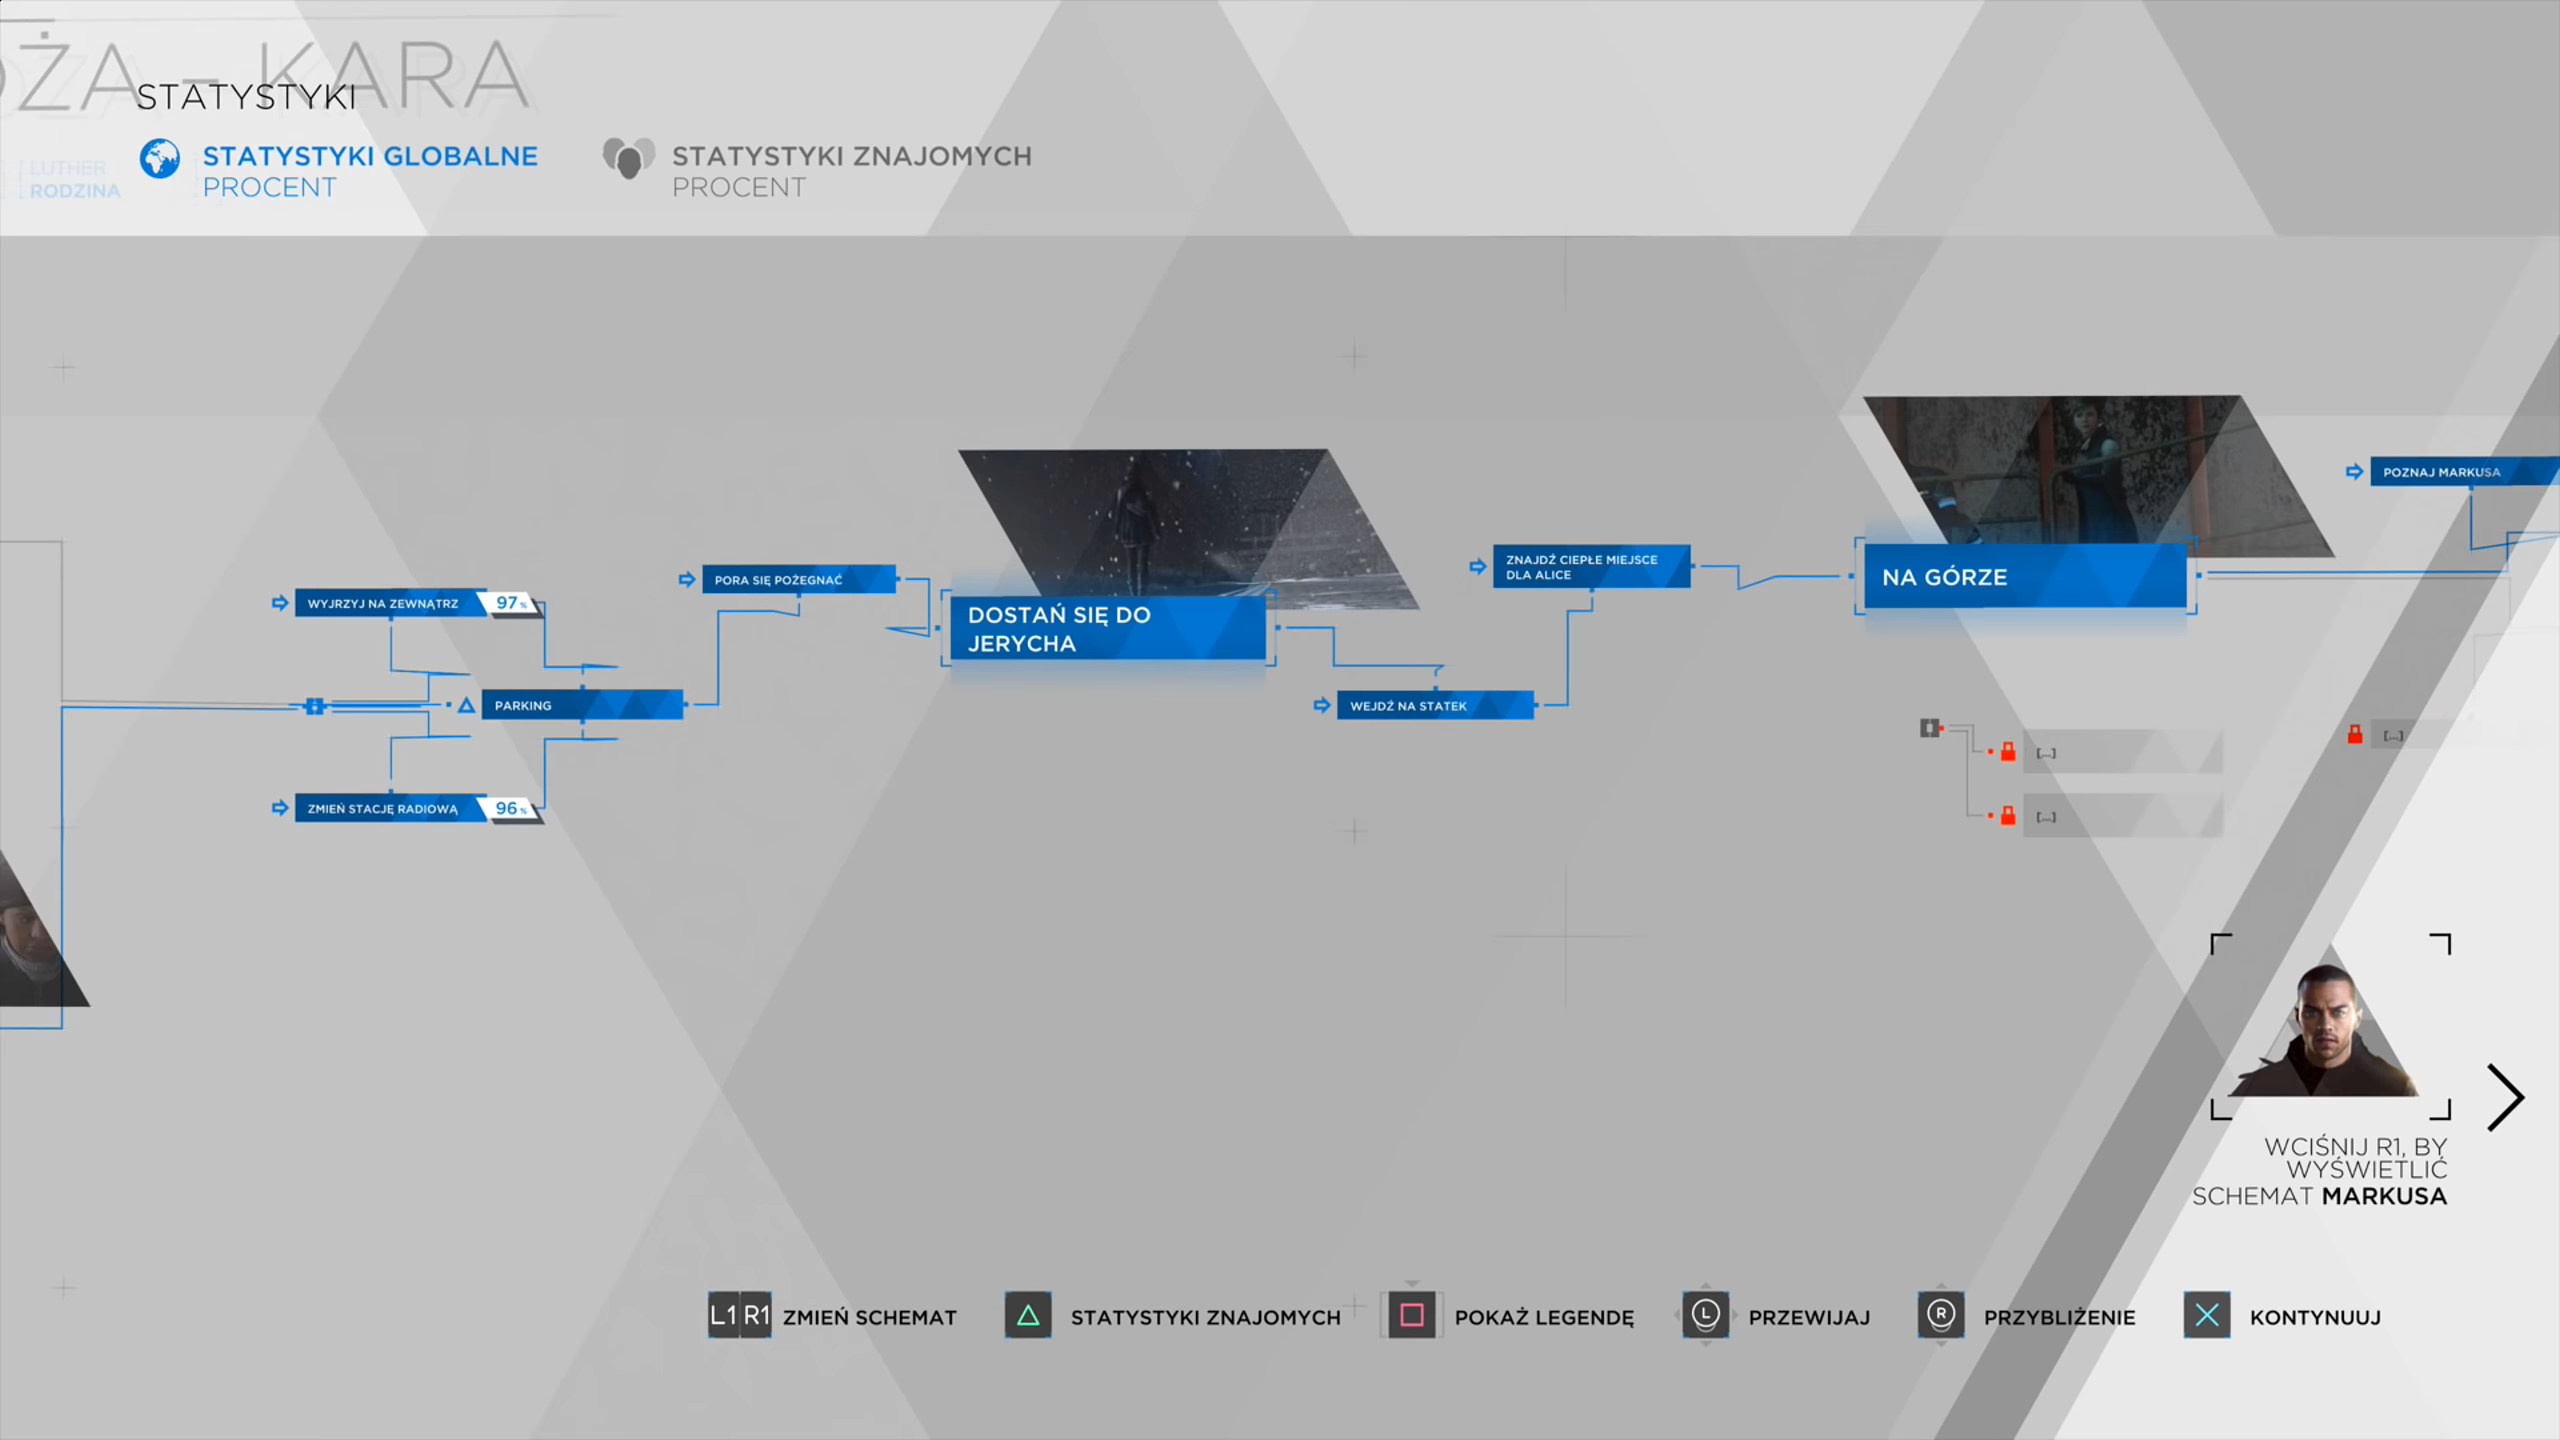 ŻA – KARA
STATYSTYKI
STATYSTYKI GLOBALNE
PROCENT
STATYSTYKI ZNAJOMYCH
PROCENT
LUTHER
RODZINA
POZNAJ MARKUSA
ZNAJDŹ CIEPŁE MIEJSCE
DLA ALICE
NA GÓRZE
PORA SIĘ POŻEGNAĆ
WYJRZYJ NA ZEWNĄTRZ 97%
DOSTAŃ SIĘ DO
JERYCHA
PARKING
WEJDŹ NA STATEK
[...]
[...]
ZMIEŃ STACJĘ RADIOWĄ 96%
[...]
WCIŚNIJ R1, BY
WYŚWIETLIĆ
SCHEMAT MARKUSA
L1 R1 ZMIEŃ SCHEMAT
STATYSTYKI ZNAJOMYCH
POKAŻ LEGENDĘ
L PRZEWIJAJ
R PRZYBLIŻENIE
KONTYNUUJ